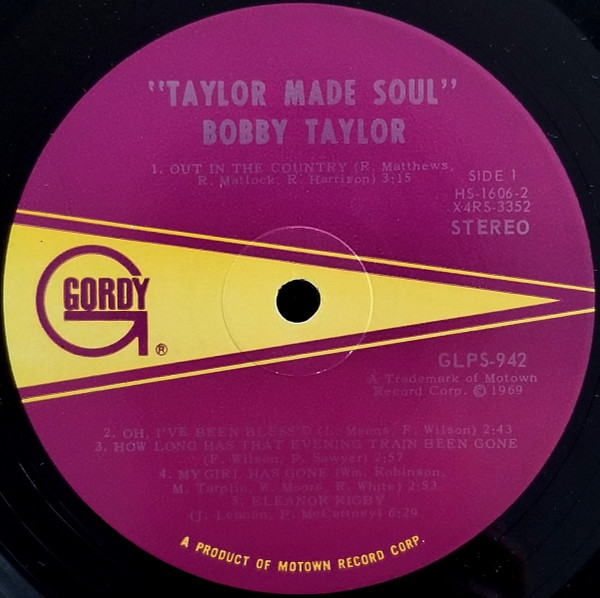 "TAYLOR MADE SOUL"
BOBBY TAYLOR
1. OUT IN THE COUNTRY (R. Matthews,
R. Matlock, R. Harrison) 3:15
SIDE 1
HS-1606-2
X4RS-3352
STEREO
GORDY
®
GLPS-942
A Trademark of Motown
Record Corp. © 1969
2. OH, I'VE BEEN BLESS'D (L. Moons, F. Wilson) 2:43
3. HOW LONG HAS THAT EVENING TRAIN BEEN GONE
(F. Wilson, P. Sawyer) 2:57
4. MY GIRL HAS GONE (Wm. Robinson,
M. Tarplin, W. Moore, R. White) 2:53
5. ELEANOR RIGBY
(J. Lennon, P. McCartney) 6:29
A PRODUCT OF MOTOWN RECORD CORP.